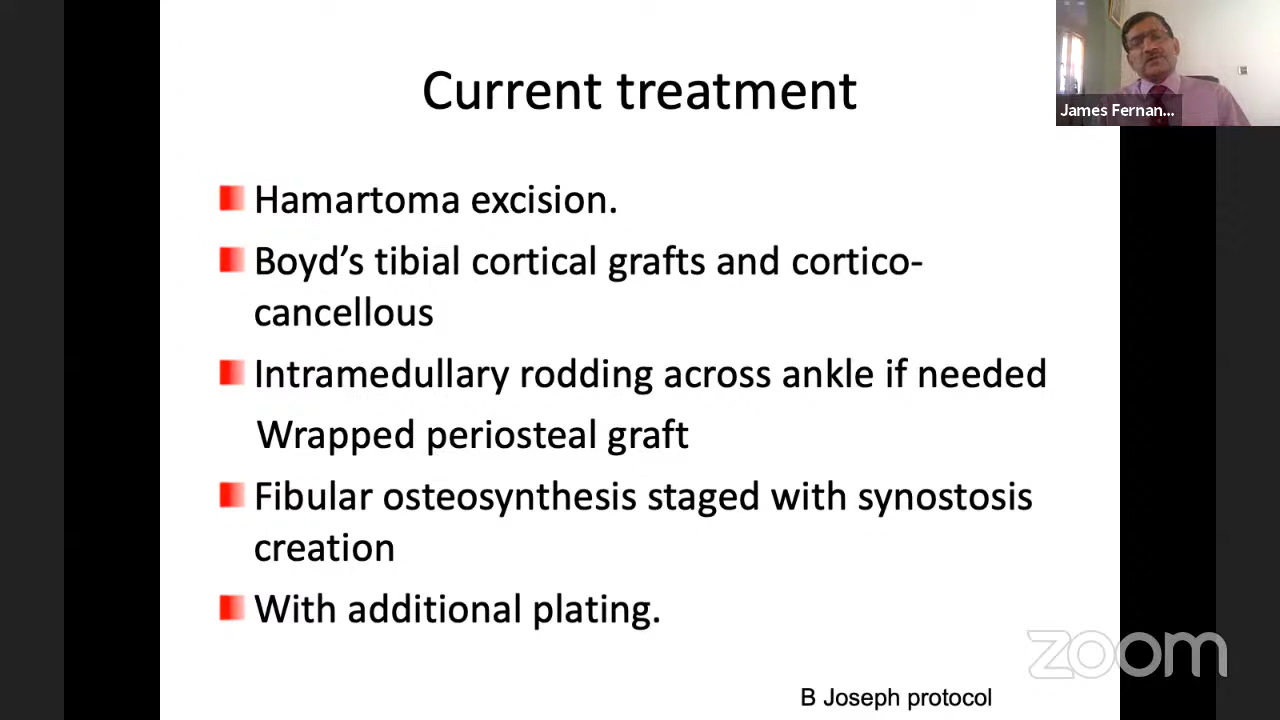 Current treatment
James Fernan...
Hamartoma excision.
Boyd’s tibial cortical grafts and cortico-
cancellous
Intramedullary rodding across ankle if needed
Wrapped periosteal graft
Fibular osteosynthesis staged with synostosis
creation
With additional plating.
zoom
B Joseph protocol